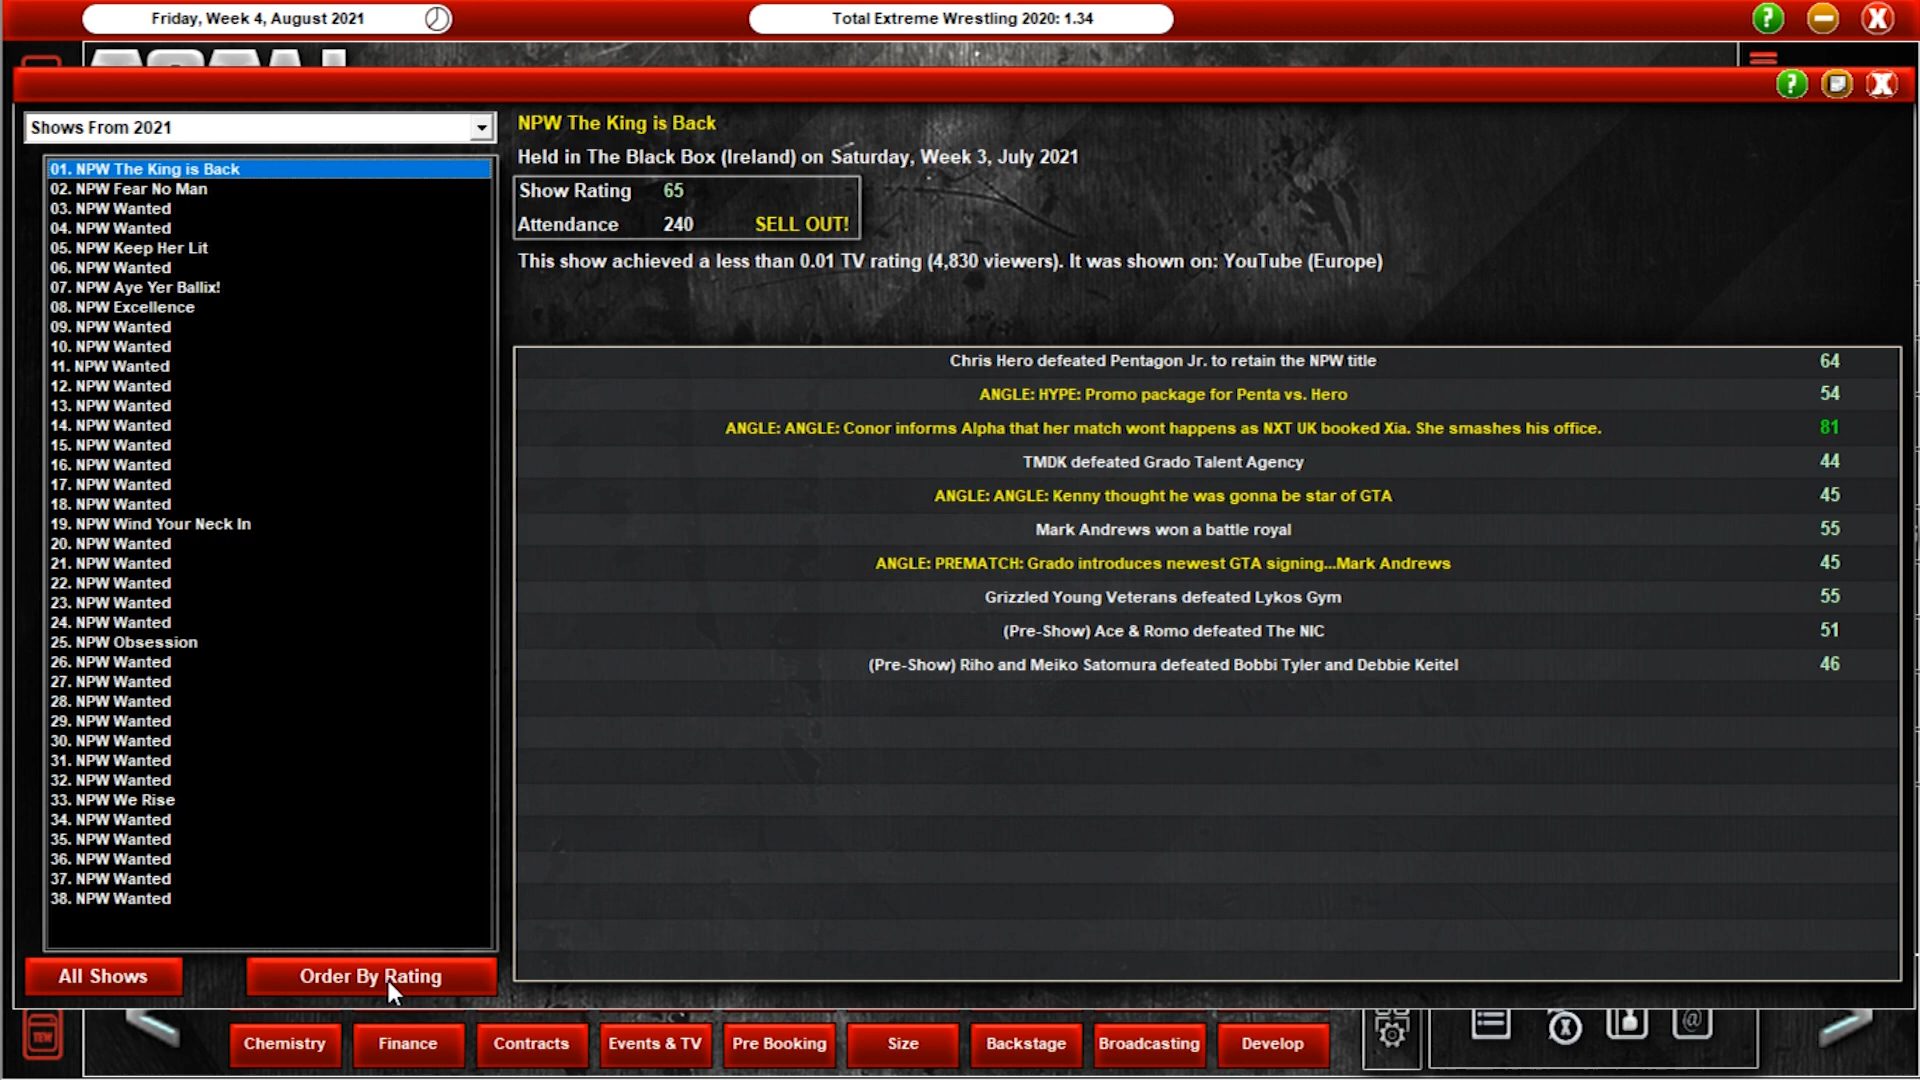 Friday, Week 4, August 2021
Total Extreme Wrestling 2020: 1.34
Shows From 2021
01. NPW The King is Back
02. NPW Fear No Man
03. NPW Wanted
04. NPW Wanted
05. NPW Keep Her Lit
06. NPW Wanted
07. NPW Aye Yer Ballix!
08. NPW Excellence
09. NPW Wanted
10. NPW Wanted
11. NPW Wanted
12. NPW Wanted
13. NPW Wanted
14. NPW Wanted
15. NPW Wanted
16. NPW Wanted
17. NPW Wanted
18. NPW Wanted
19. NPW Wind Your Neck In
20. NPW Wanted
21. NPW Wanted
22. NPW Wanted
23. NPW Wanted
24. NPW Wanted
25. NPW Obsession
26. NPW Wanted
27. NPW Wanted
28. NPW Wanted
29. NPW Wanted
30. NPW Wanted
31. NPW Wanted
32. NPW Wanted
33. NPW We Rise
34. NPW Wanted
35. NPW Wanted
36. NPW Wanted
37. NPW Wanted
38. NPW Wanted
All Shows
Order By Rating
NPW The King is Back
Held in The Black Box (Ireland) on Saturday, Week 3, July 2021
Show Rating 65
Attendance 240 SELL OUT!
This show achieved a less than 0.01 TV rating (4,830 viewers). It was shown on: YouTube (Europe)
Chris Hero defeated Pentagon Jr. to retain the NPW title 64
ANGLE: HYPE: Promo package for Penta vs. Hero 54
ANGLE: ANGLE: Conor informs Alpha that her match wont happens as NXT UK booked Xia. She smashes his office. 81
TMDK defeated Grado Talent Agency 44
ANGLE: ANGLE: Kenny thought he was gonna be star of GTA 45
Mark Andrews won a battle royal 55
ANGLE: PREMATCH: Grado introduces newest GTA signing...Mark Andrews 45
Grizzled Young Veterans defeated Lykos Gym 55
(Pre-Show) Ace & Romo defeated The NIC 51
(Pre-Show) Riho and Meiko Satomura defeated Bobbi Tyler and Debbie Keitel 46
TEW
Chemistry
Finance
Contracts
Events & TV
Pre Booking
Size
Backstage
Broadcasting
Develop